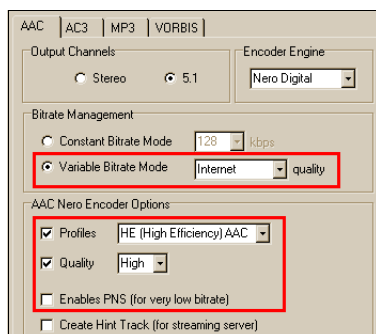 AAC AC3 MP3 VORBIS
Output Channels Encoder Engine
Stereo 5.1 Nero Digital
Bitrate Management
Constant Bitrate Mode 128 kbps
Variable Bitrate Mode Internet quality
AAC Nero Encoder Options
Profiles HE (High Efficiency) AAC
Quality High
Enables PNS (for very low bitrate)
Create Hint Track (for streaming server)